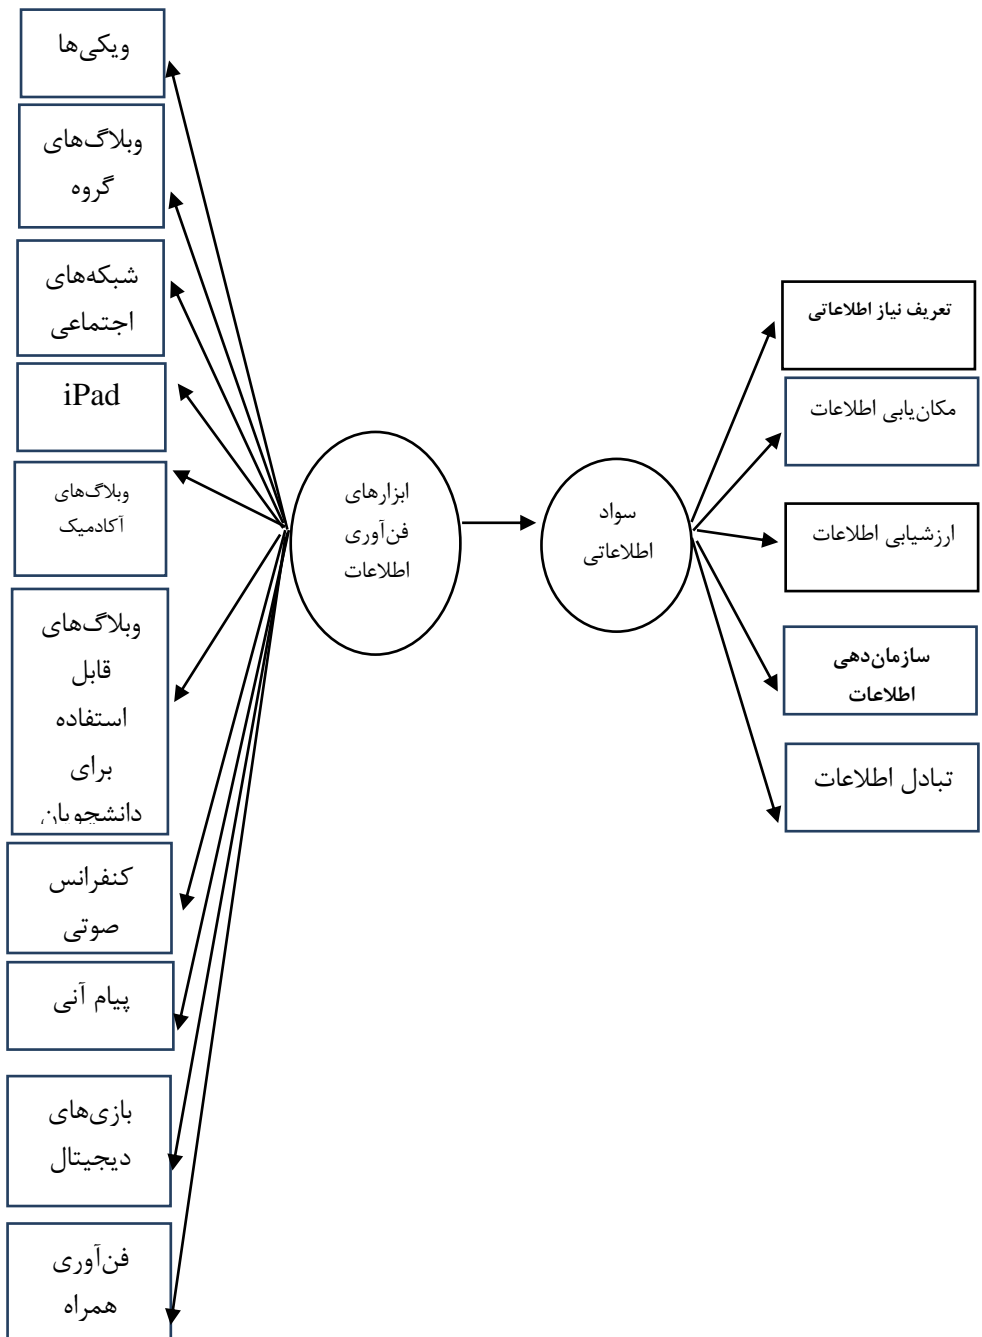 ویکی‌ها
وبلاگ‌های
گروه
شبکه‌های
اجتماعی
iPad
وبلاگ‌های
آکادمیک
وبلاگ‌های
قابل
استفاده
برای
دانشجویان
کنفرانس
صوتی
پیام آنی
بازی‌های
دیجیتال
فن‌آوری
همراه
ابزارهای
فن‌آوری
اطلاعات
سواد
اطلاعاتی
تعریف نیاز اطلاعاتی
مکان‌یابی اطلاعات
ارزشیابی اطلاعات
سازمان‌دهی
اطلاعات
تبادل اطلاعات